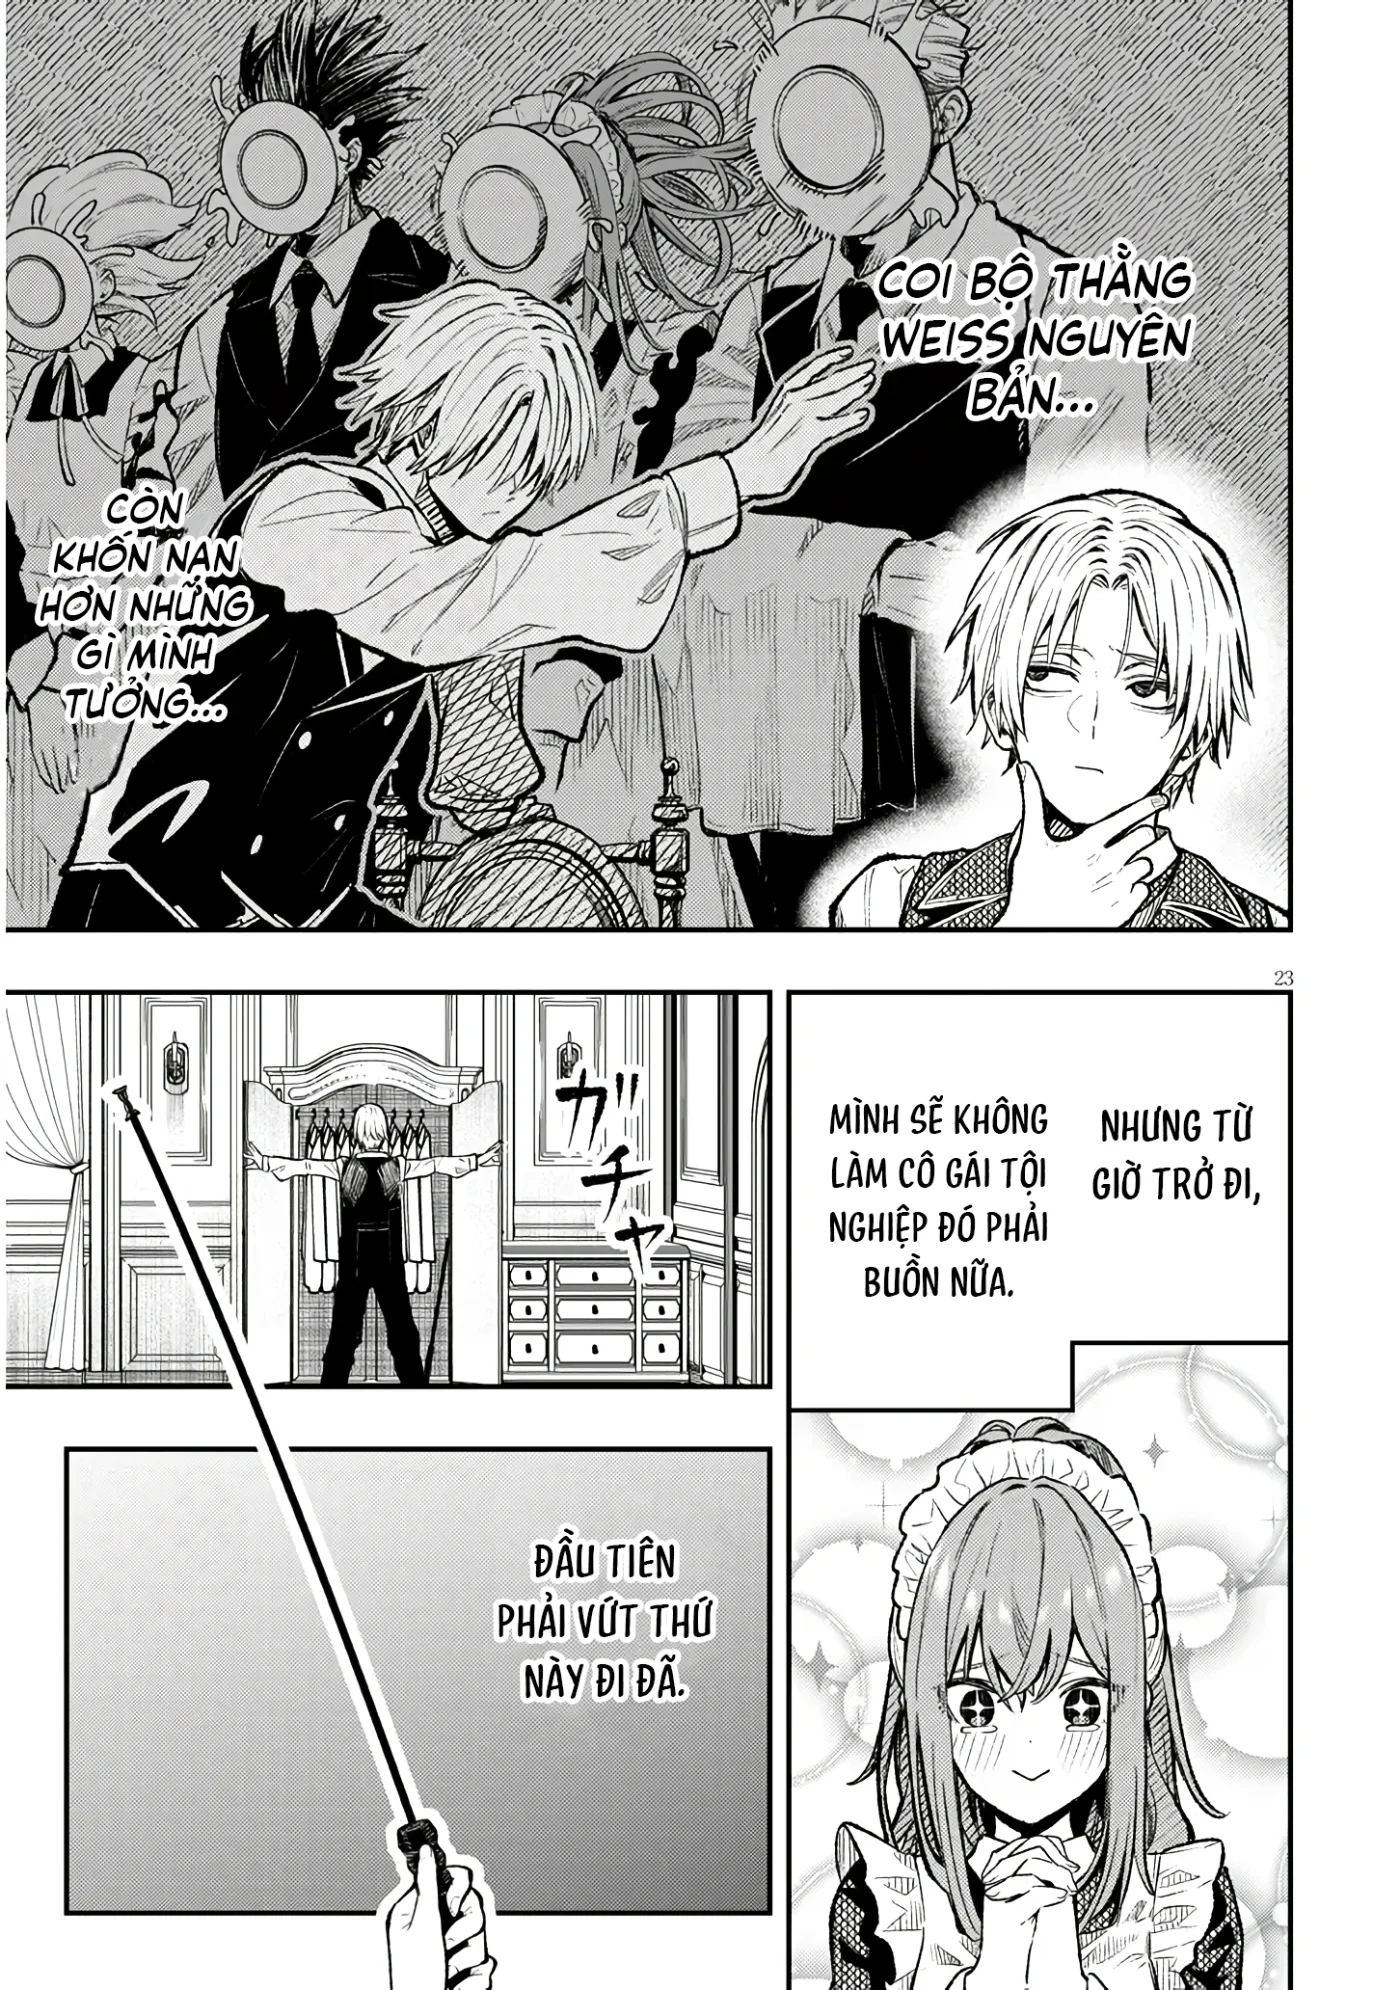 COI BỘ THẰNG
WEISS NGUYÊN
BẢN...
CÒN
KHỐN NẠN
HƠN NHỮNG
GÌ MÌNH
TƯỞNG...
23
NHƯNG TỪ
GIỜ TRỞ ĐI,
MÌNH SẼ KHÔNG
LÀM CÔ GÁI TỘI
NGHIỆP ĐÓ PHẢI
BUỒN NỮA.
ガチャ
ĐẦU TIÊN
PHẢI VỨT THỨ
NÀY ĐI ĐÃ.